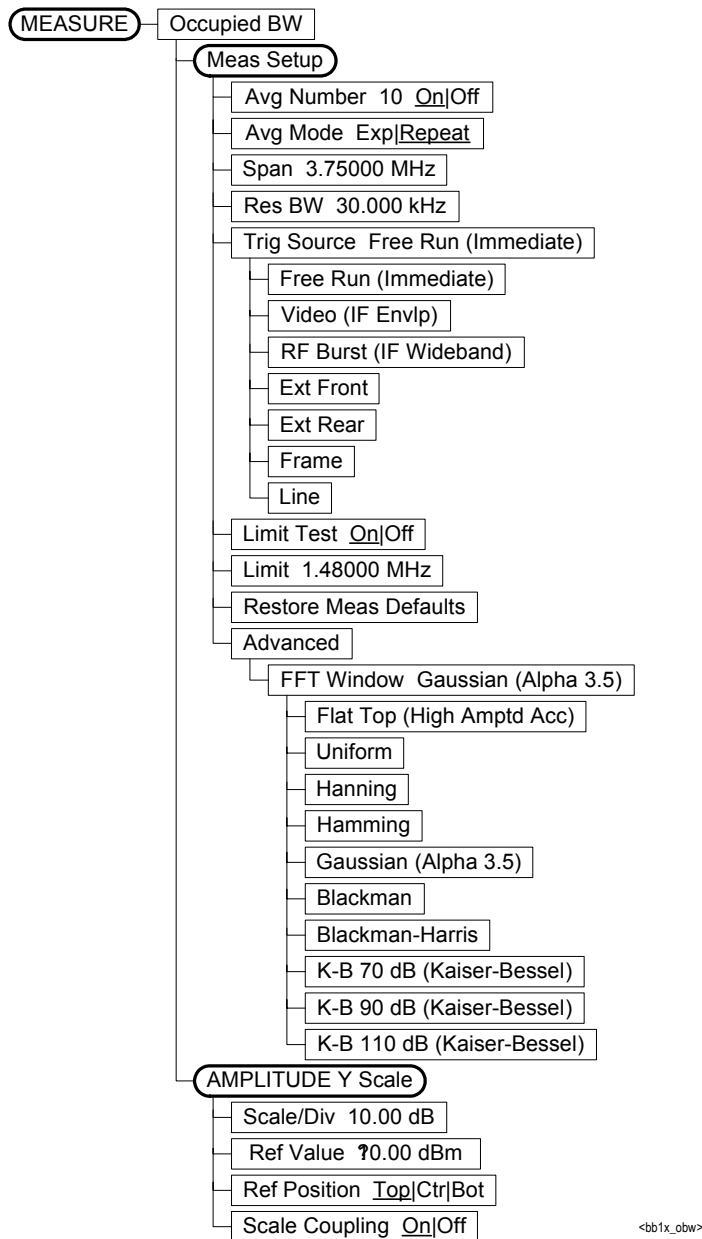 MEASURE Occupied BW
Meas Setup
Avg Number 10 On|Off
Avg Mode Exp|Repeat
Span 3.75000 MHz
Res BW 30.000 kHz
Trig Source Free Run (Immediate)
Free Run (Immediate)
Video (IF Envlp)
RF Burst (IF Wideband)
Ext Front
Ext Rear
Frame
Line
Limit Test On|Off
Limit 1.48000 MHz
Restore Meas Defaults
Advanced
FFT Window Gaussian (Alpha 3.5)
Flat Top (High Amptd Acc)
Uniform
Hanning
Hamming
Gaussian (Alpha 3.5)
Blackman
Blackman-Harris
K-B 70 dB (Kaiser-Bessel)
K-B 90 dB (Kaiser-Bessel)
K-B 110 dB (Kaiser-Bessel)
AMPLITUDE Y Scale
Scale/Div 10.00 dB
Ref Value dBm
Ref Position Top|Ctr|Bot
Scale Coupling On|Off
<bb1x_obw>